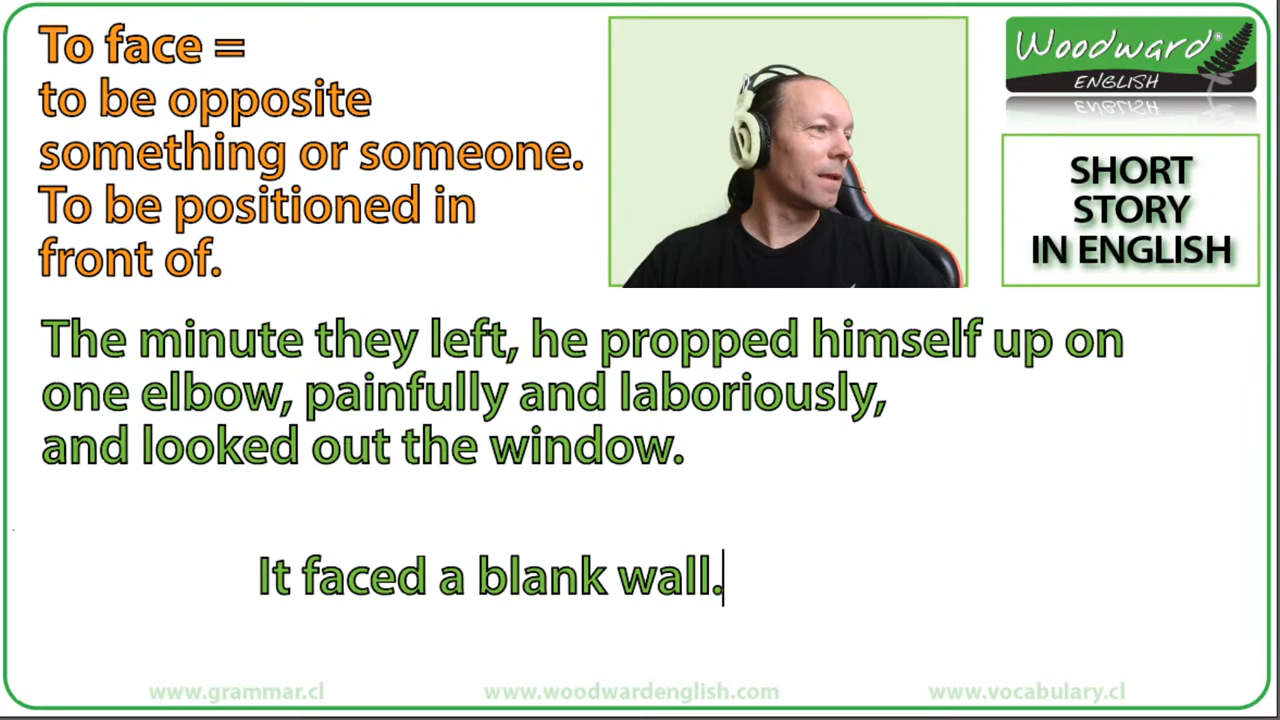 To face =
to be opposite
something or someone.
To be positioned in
front of.
Woodward®
ENGLISH
SHORT
STORY
IN ENGLISH
The minute they left, he propped himself up on
one elbow, painfully and laboriously,
and looked out the window.
It faced a blank wall.
www.grammar.cl
www.woodwardenglish.com
www.vocabulary.cl